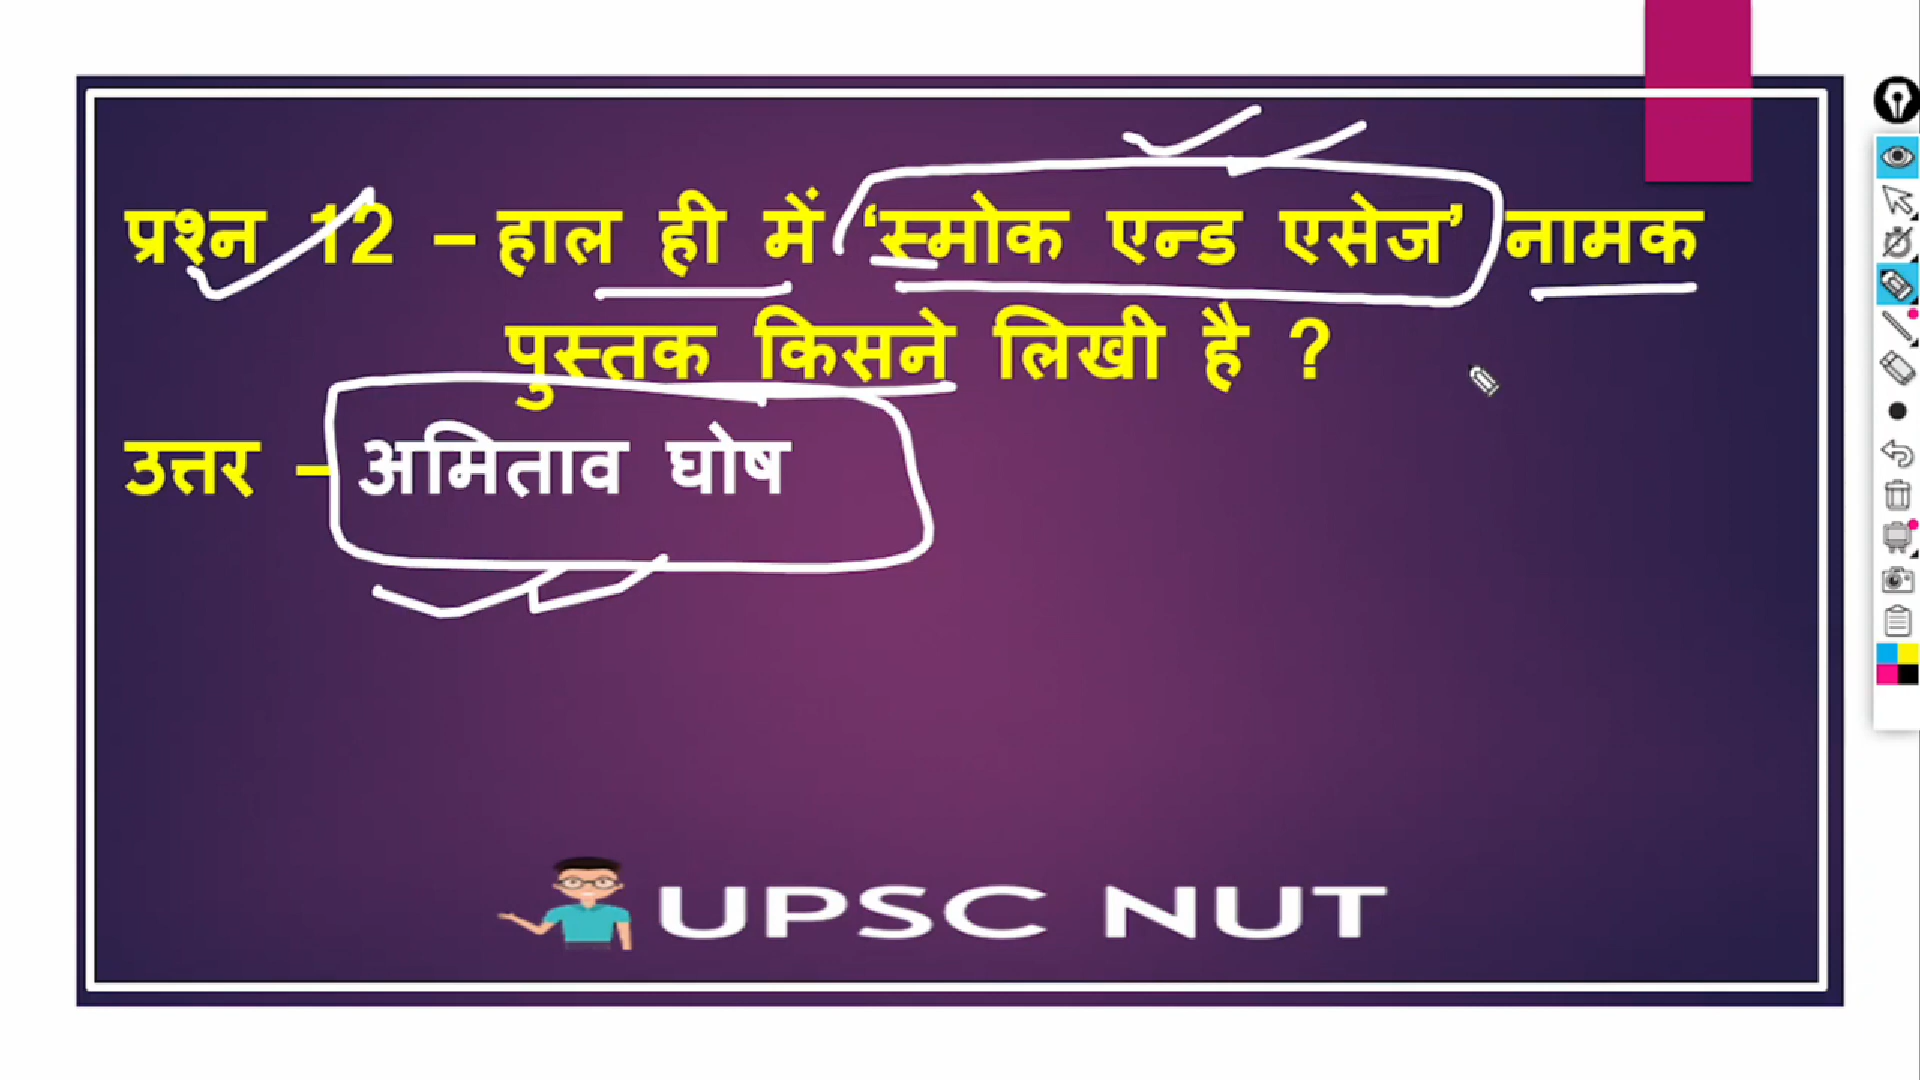 प्रश्न 12 – हाल ही में ‘स्मोक एन्ड एसेज’ नामक
पुस्तक किसने लिखी है ?
उत्तर – अमिताव घोष
UPSC NUT